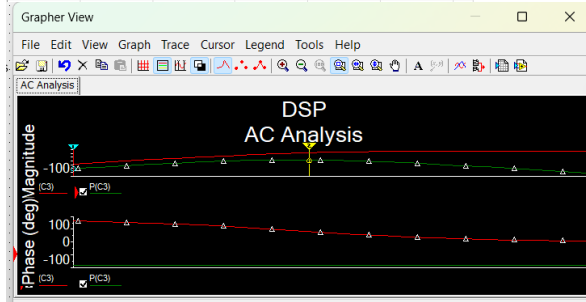 Grapher View
File Edit View Graph Trace Cursor Legend Tools Help
AC Analysis
DSP
AC Analysis
Magnitude
-100
(C3) P(C3)
Phase (deg)
100
0
-100
(C3) P(C3)